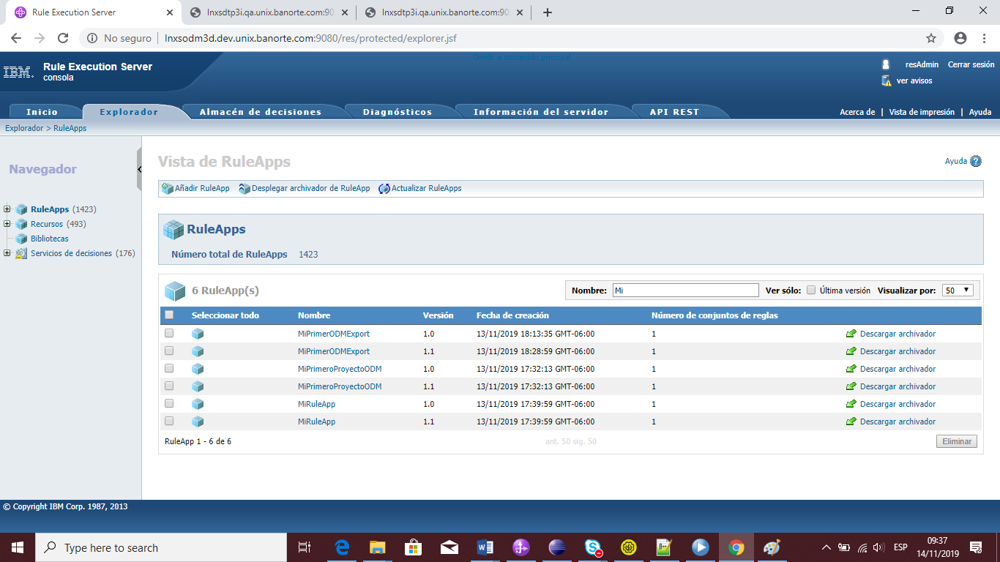 Rule Execution Server
lnxsdtp3i.qa.unix.banorte.com:90
lnxsdtp3i.qa.unix.banorte.com:90
No seguro | lnxsodm3d.dev.unix.banorte.com:9080/res/protected/explorer.jsf
Omitir a contenido principal
IBM. Rule Execution Server
consola
resAdmin Cerrar sesión
ver avisos
Inicio Explorador Almacén de decisiones Diagnósticos Información del servidor API REST
Acerca de | Vista de impresión | Ayuda
Explorador > RuleApps
Navegador
RuleApps (1423)
Recursos (493)
Bibliotecas
Servicios de decisiones (176)
Vista de RuleApps
Ayuda ?
Añadir RuleApp Desplegar archivador de RuleApp Actualizar RuleApps
RuleApps
Número total de RuleApps 1423
6 RuleApp(s)
Nombre: Mi Ver sólo: Última versión Visualizar por: 50
Seleccionar todo Nombre Versión Fecha de creación Número de conjuntos de reglas
MiPrimerODMExport 1.0 13/11/2019 18:13:35 GMT-06:00 1 Descargar archivador
MiPrimerODMExport 1.1 13/11/2019 18:28:59 GMT-06:00 1 Descargar archivador
MiPrimeroProyectoODM 1.0 13/11/2019 17:32:13 GMT-06:00 1 Descargar archivador
MiPrimeroProyectoODM 1.1 13/11/2019 17:32:13 GMT-06:00 1 Descargar archivador
MiRuleApp 1.0 13/11/2019 17:39:59 GMT-06:00 1 Descargar archivador
MiRuleApp 1.1 13/11/2019 17:39:59 GMT-06:00 1 Descargar archivador
RuleApp 1 - 6 de 6 ant. 50 sig. 50 Eliminar
© Copyright IBM Corp. 1987, 2013
Type here to search
ESP
09:37
14/11/2019